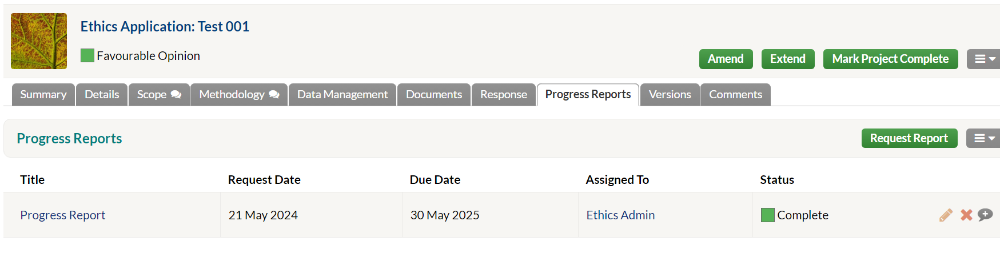 Ethics Application: Test 001
Favourable Opinion
Amend Extend Mark Project Complete
Summary Details Scope Methodology Data Management Documents Response Progress Reports Versions Comments
Progress Reports Request Report
Title Request Date Due Date Assigned To Status
Progress Report 21 May 2024 30 May 2025 Ethics Admin Complete